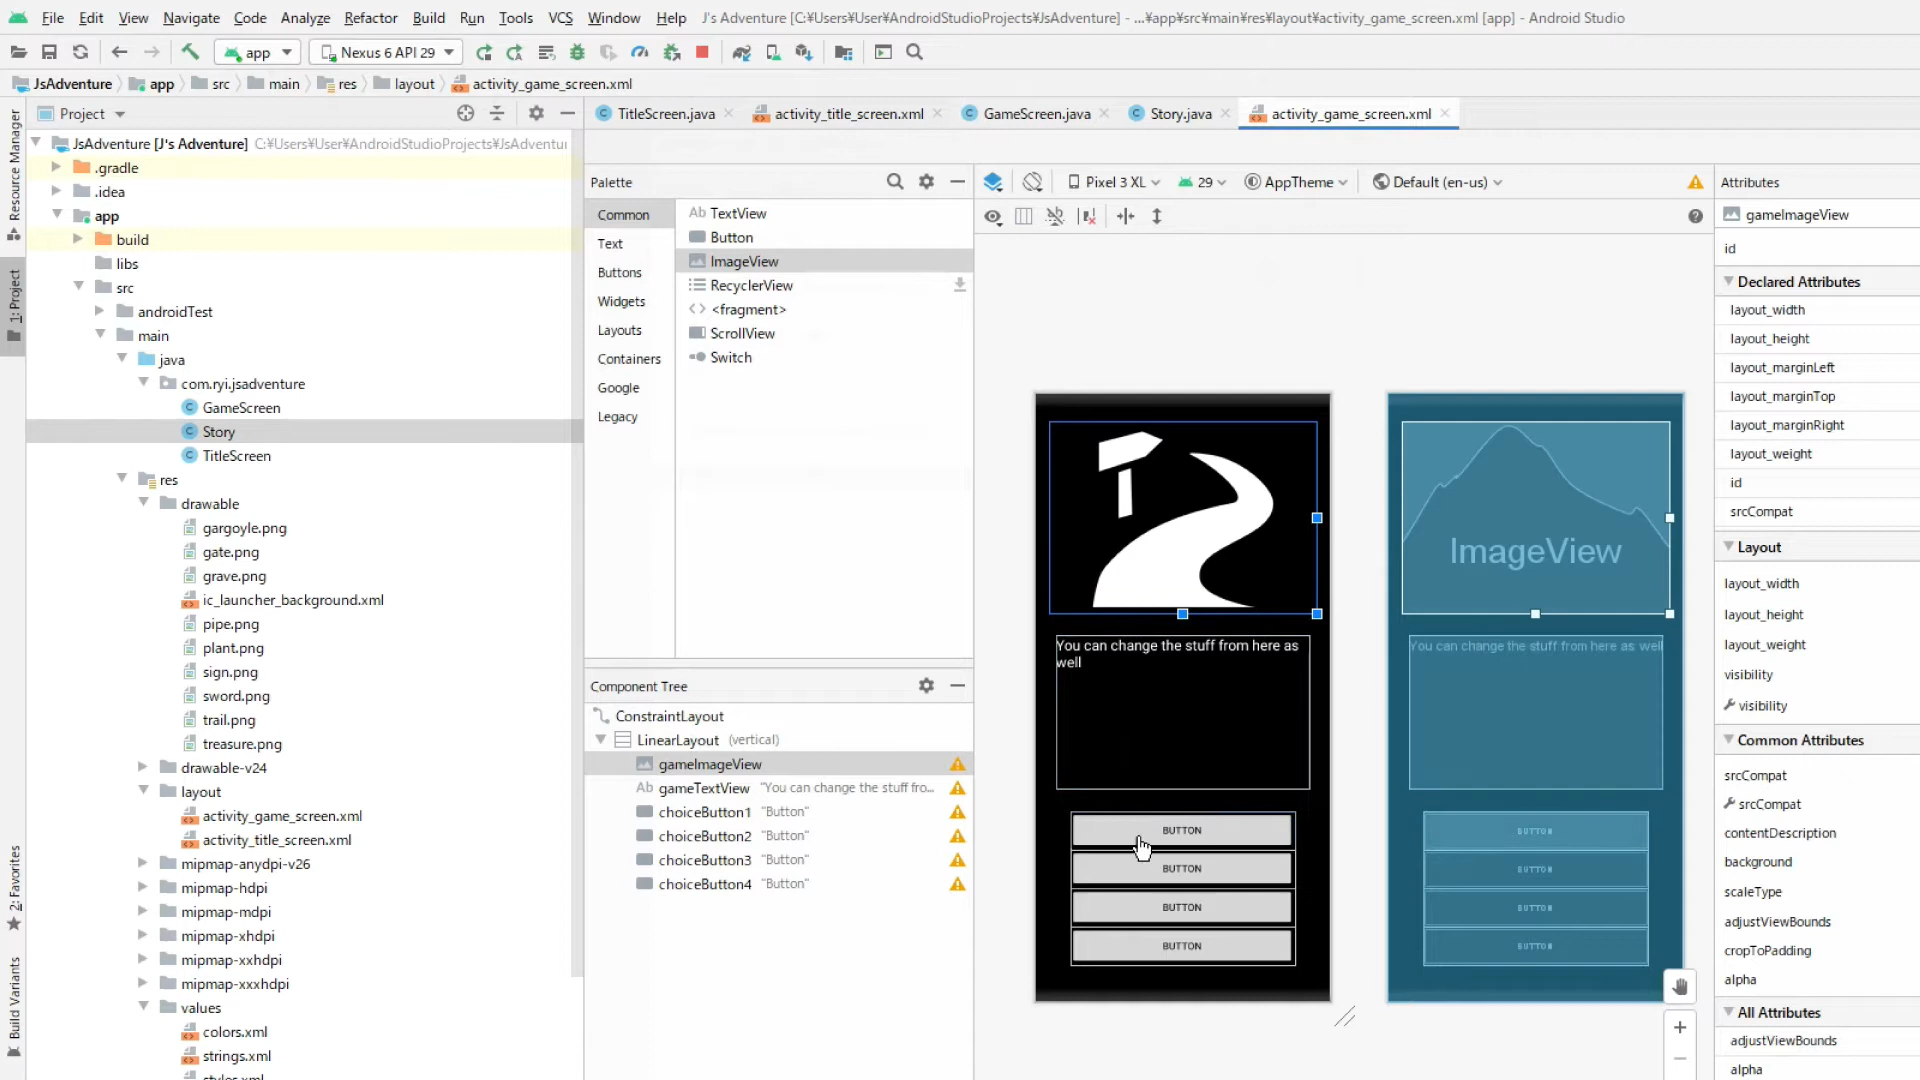 File Edit View Navigate Code Analyze Refactor Build Run Tools VCS Window Help J's Adventure [C:¥Users¥User¥AndroidStudioProjects¥JsAdventure] - ...¥app¥src¥main¥res¥layout¥activity_game_screen.xml [app] - Android Studio
app Nexus 6 API 29
JsAdventure app src main res layout activity_game_screen.xml
Project
TitleScreen.java activity_title_screen.xml GameScreen.java Story.java activity_game_screen.xml
Resource Manager
1: Project
2: Favorites
Build Variants
JsAdventure [J's Adventure] C:¥Users¥User¥AndroidStudioProjects¥JsAdventu
.gradle
.idea
app
build
libs
src
androidTest
main
java
com.ryi.jsadventure
GameScreen
Story
TitleScreen
res
drawable
gargoyle.png
gate.png
grave.png
ic_launcher_background.xml
pipe.png
plant.png
sign.png
sword.png
trail.png
treasure.png
drawable-v24
layout
activity_game_screen.xml
activity_title_screen.xml
mipmap-anydpi-v26
mipmap-hdpi
mipmap-mdpi
mipmap-xhdpi
mipmap-xxhdpi
mipmap-xxxhdpi
values
colors.xml
strings.xml
styles.xml
Palette
Common
Text
Buttons
Widgets
Layouts
Containers
Google
Legacy
Ab TextView
Button
ImageView
RecyclerView
<> <fragment>
ScrollView
Switch
Component Tree
ConstraintLayout
LinearLayout (vertical)
gameImageView
Ab gameTextView "You can change the stuff fro...
choiceButton1 "Button"
choiceButton2 "Button"
choiceButton3 "Button"
choiceButton4 "Button"
Pixel 3 XL 29 AppTheme Default (en-us)
You can change the stuff from here as
well
BUTTON
BUTTON
BUTTON
BUTTON
ImageView
You can change the stuff from here as well
BUTTON
BUTTON
BUTTON
BUTTON
Attributes
gameImageView
id
Declared Attributes
layout_width
layout_height
layout_marginLeft
layout_marginTop
layout_marginRight
layout_weight
id
srcCompat
Layout
layout_width
layout_height
layout_weight
visibility
visibility
Common Attributes
srcCompat
srcCompat
contentDescription
background
scaleType
adjustViewBounds
cropToPadding
alpha
All Attributes
adjustViewBounds
alpha